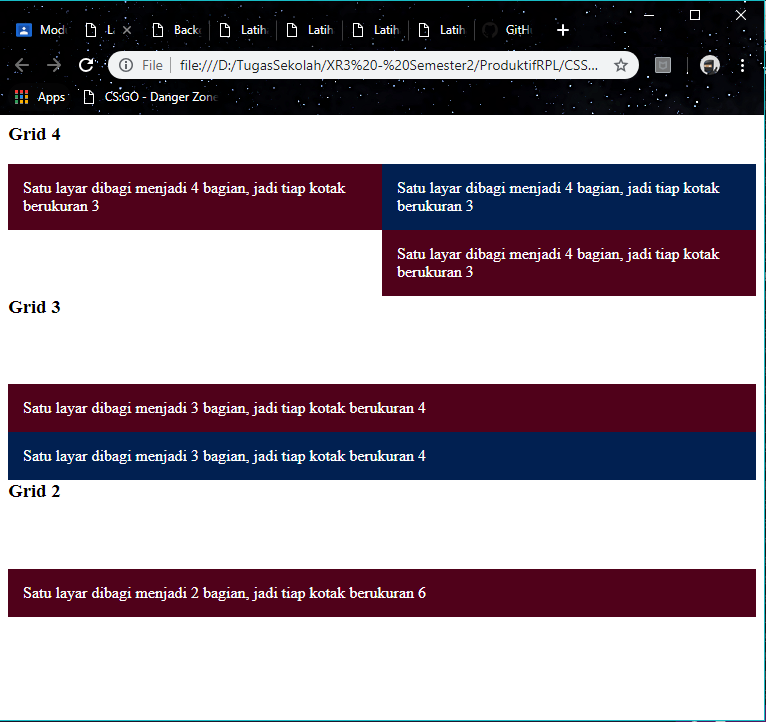 Mod
L
Back
Latih
Latih
Latih
Latih
GitH
File
file:///D:/TugasSekolah/XR3%20-%20Semester2/ProduktifRPL/CSS...
Apps
CS:GO - Danger Zone
Grid 4
Satu layar dibagi menjadi 4 bagian, jadi tiap kotak
berukuran 3
Satu layar dibagi menjadi 4 bagian, jadi tiap kotak
berukuran 3
Satu layar dibagi menjadi 4 bagian, jadi tiap kotak
berukuran 3
Grid 3
Satu layar dibagi menjadi 3 bagian, jadi tiap kotak berukuran 4
Satu layar dibagi menjadi 3 bagian, jadi tiap kotak berukuran 4
Grid 2
Satu layar dibagi menjadi 2 bagian, jadi tiap kotak berukuran 6